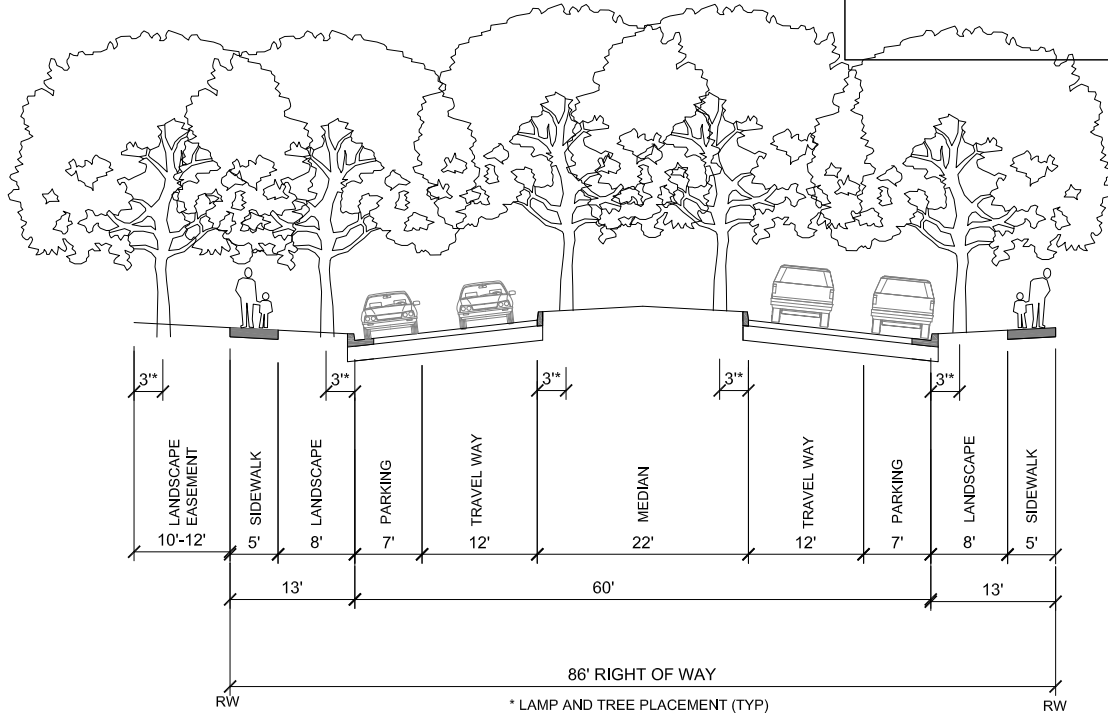 3'*
3'*
3'*
3'*
3'*
LANDSCAPE
EASEMENT
SIDEWALK
LANDSCAPE
PARKING
TRAVEL WAY
MEDIAN
TRAVEL WAY
PARKING
LANDSCAPE
SIDEWALK
10'-12'
5'
8'
7'
12'
22'
12'
7'
8'
5'
13'
60'
13'
86' RIGHT OF WAY
RW
* LAMP AND TREE PLACEMENT (TYP)
RW